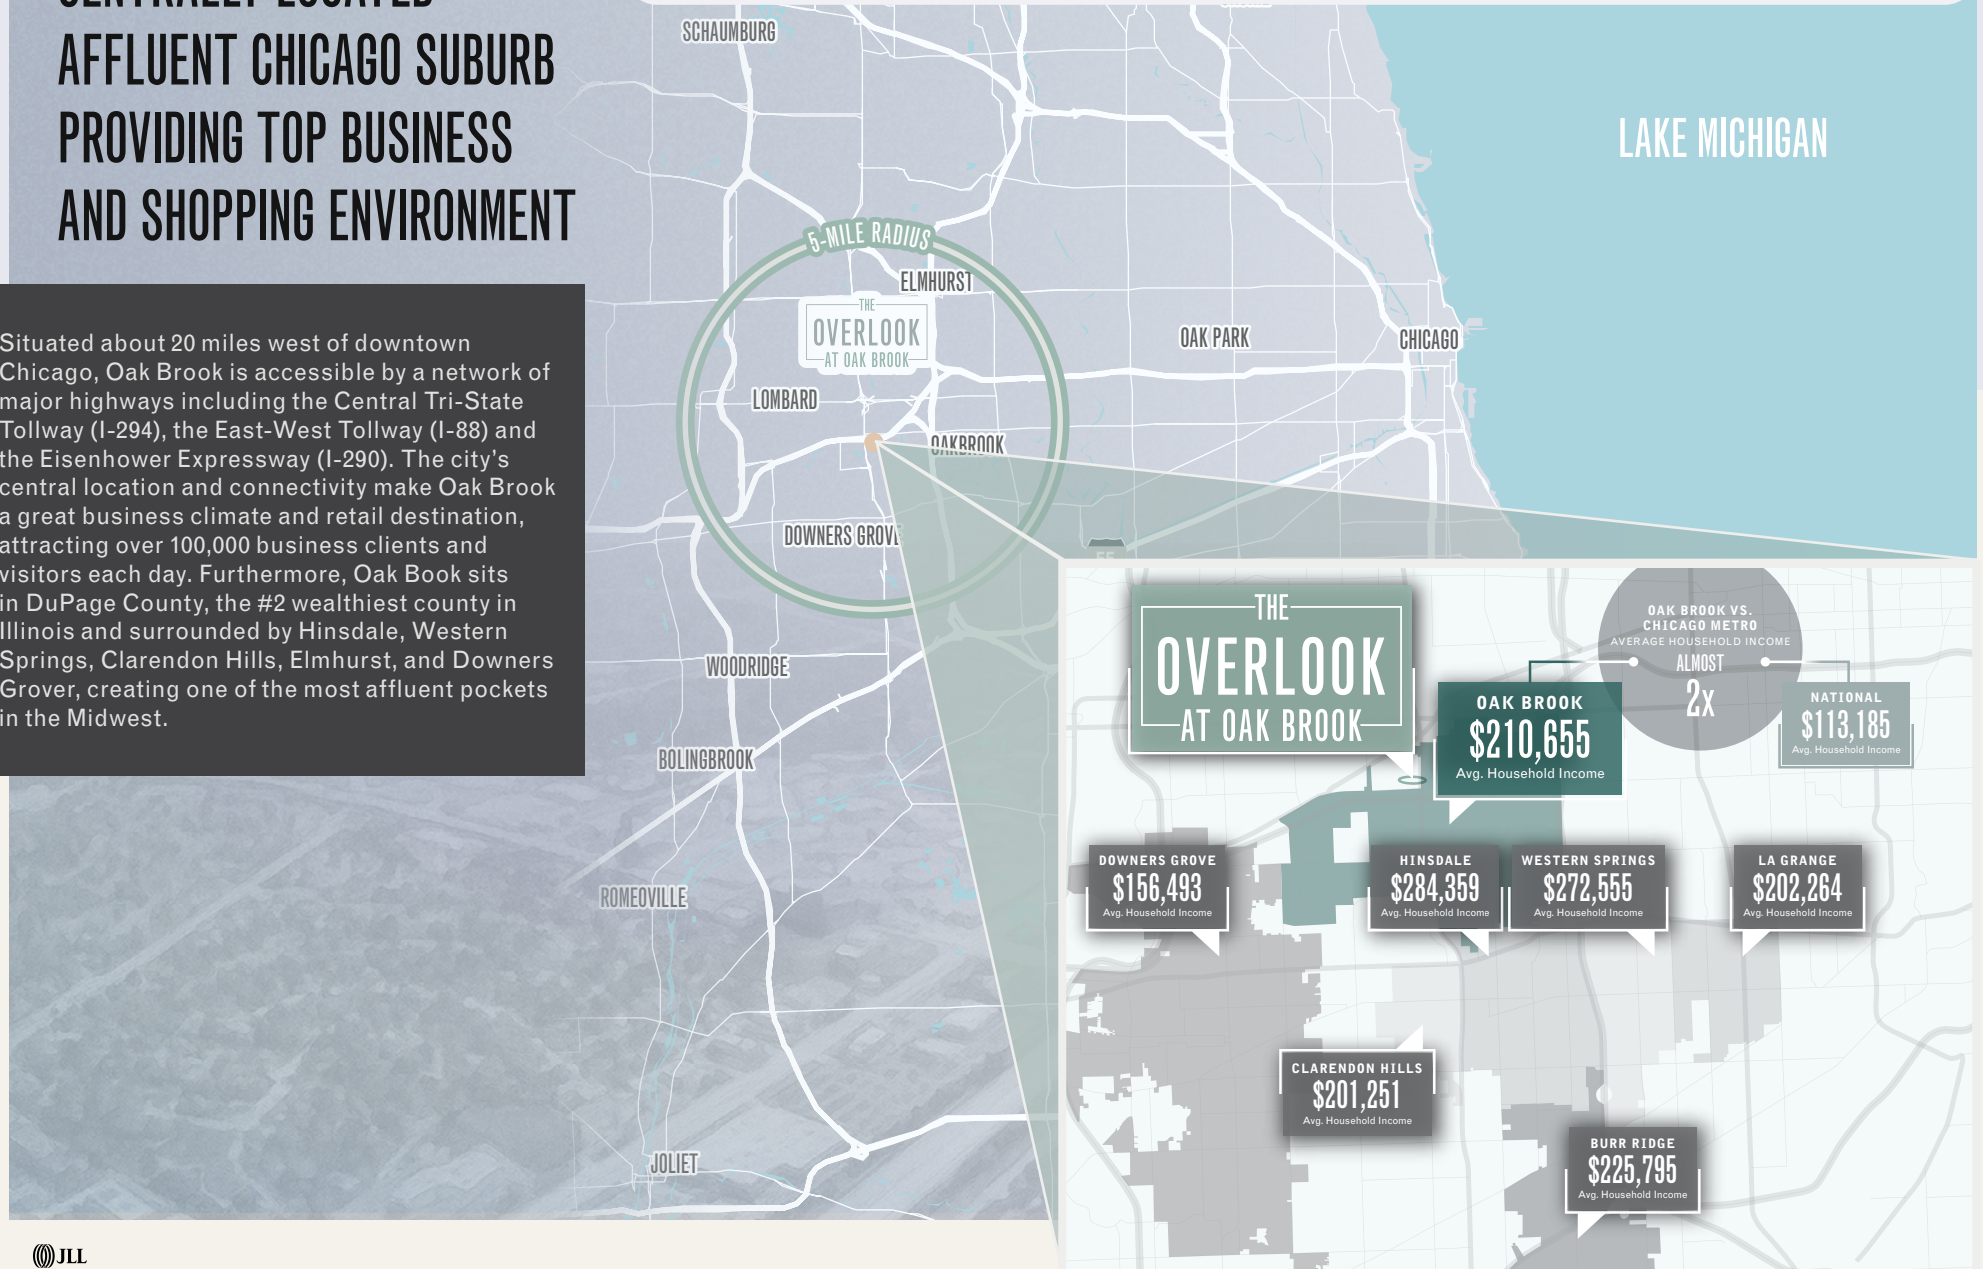 CENTRALLY LOCATED
AFFLUENT CHICAGO SUBURB
PROVIDING TOP BUSINESS
AND SHOPPING ENVIRONMENT
Situated about 20 miles west of downtown
Chicago, Oak Brook is accessible by a network of
major highways including the Central Tri-State
Tollway (I-294), the East-West Tollway (I-88) and
the Eisenhower Expressway (I-290). The city’s
central location and connectivity make Oak Brook
a great business climate and retail destination,
attracting over 100,000 business clients and
visitors each day. Furthermore, Oak Book sits
in DuPage County, the #2 wealthiest county in
Illinois and surrounded by Hinsdale, Western
Springs, Clarendon Hills, Elmhurst, and Downers
Grover, creating one of the most affluent pockets
in the Midwest.
SCHAUMBURG
LAKE MICHIGAN
5-MILE RADIUS
ELMHURST
THE
OVERLOOK
AT OAK BROOK
OAK PARK
CHICAGO
LOMBARD
OAKBROOK
DOWNERS GROVE
55
WOODRIDGE
BOLINGBROOK
ROMEOVILLE
JOLIET
THE
OVERLOOK
AT OAK BROOK
OAK BROOK VS.
CHICAGO METRO
AVERAGE HOUSEHOLD INCOME
ALMOST
2X
OAK BROOK
$210,655
Avg. Household Income
NATIONAL
$113,185
Avg. Household Income
DOWNERS GROVE
$156,493
Avg. Household Income
HINSDALE
$284,359
Avg. Household Income
WESTERN SPRINGS
$272,555
Avg. Household Income
LA GRANGE
$202,264
Avg. Household Income
CLARENDON HILLS
$201,251
Avg. Household Income
BURR RIDGE
$225,795
Avg. Household Income
JLL